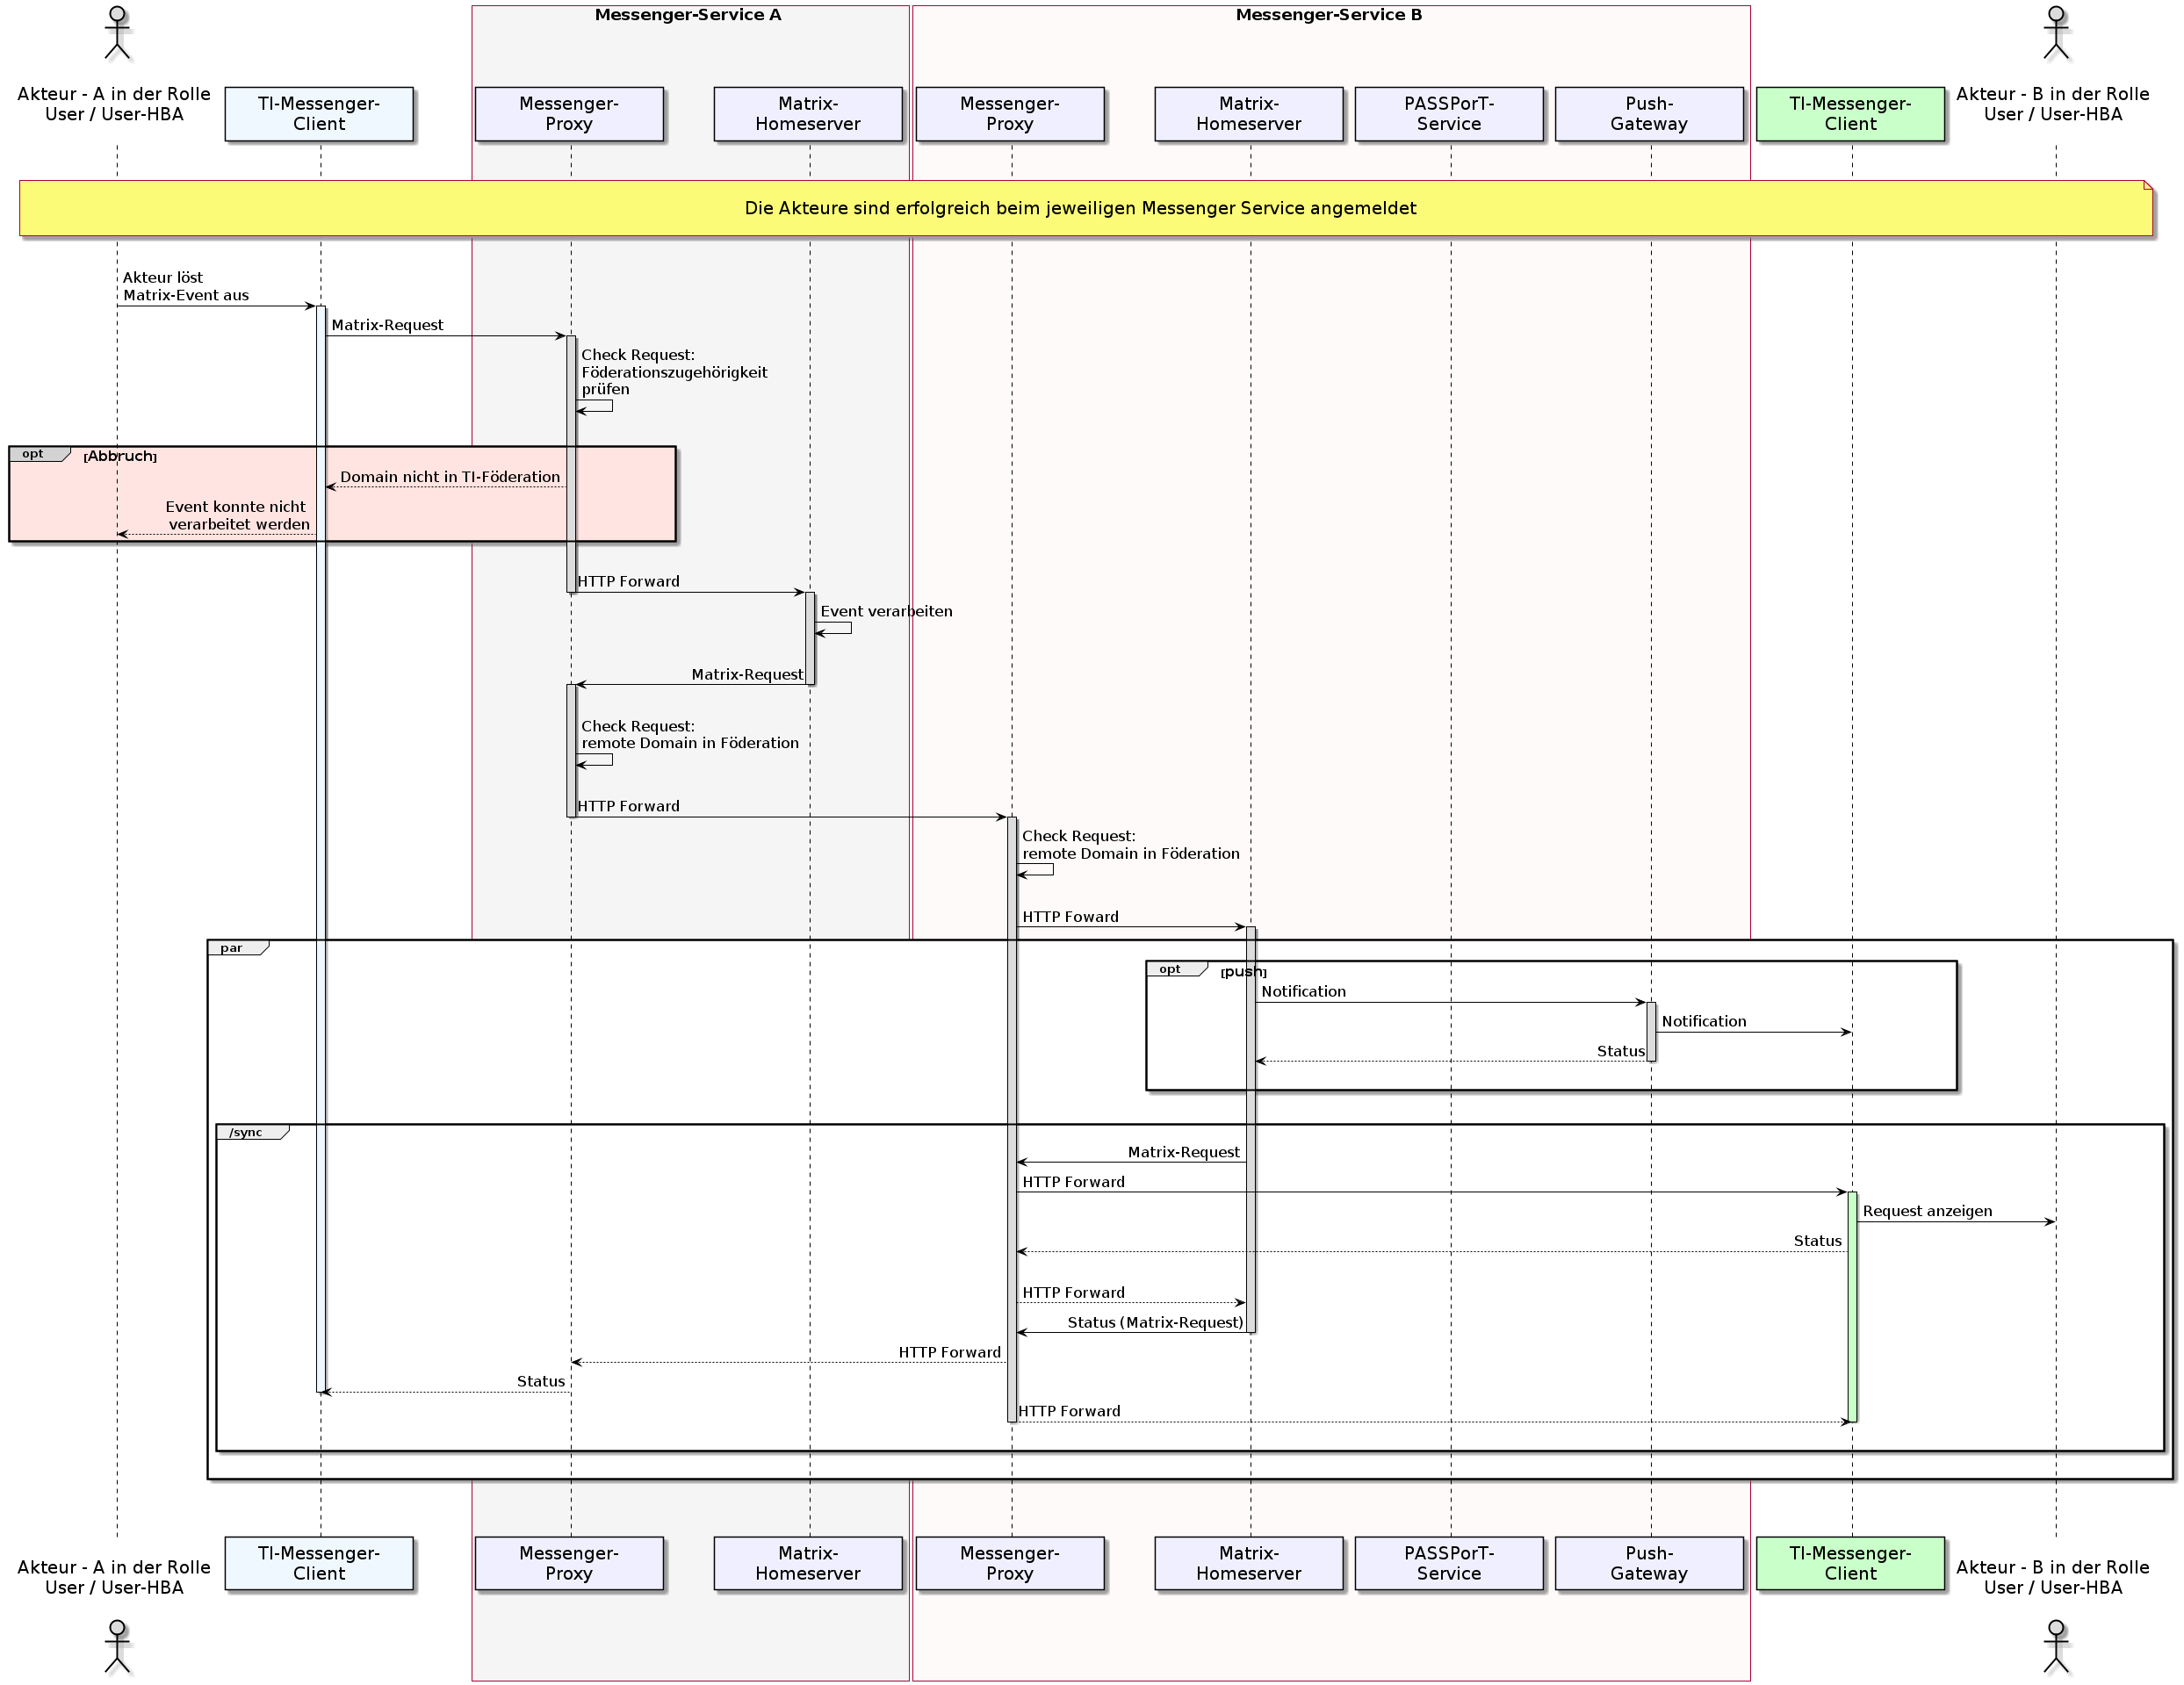 Messenger-Service A
Messenger-Service B
Akteur - A in der Rolle
User / User-HBA
TI-Messenger-
Client
Messenger-
Proxy
Matrix-
Homeserver
Messenger-
Proxy
Matrix-
Homeserver
PASSPorT-
Service
Push-
Gateway
TI-Messenger-
Client
Akteur - B in der Rolle
User / User-HBA
Die Akteure sind erfolgreich beim jeweiligen Messenger Service angemeldet
Akteur löst
Matrix-Event aus
Matrix-Request
Check Request:
Föderationszugehörigkeit
prüfen
opt
[Abbruch]
Domain nicht in TI-Föderation
Event konnte nicht
verarbeitet werden
HTTP Forward
Event verarbeiten
Matrix-Request
Check Request:
remote Domain in Föderation
HTTP Forward
Check Request:
remote Domain in Föderation
HTTP Foward
par
opt
[push]
Notification
Notification
Status
/sync
Matrix-Request
HTTP Forward
Request anzeigen
Status
HTTP Forward
Status (Matrix-Request)
HTTP Forward
Status
HTTP Forward
TI-Messenger-
Client
Messenger-
Proxy
Matrix-
Homeserver
Messenger-
Proxy
Matrix-
Homeserver
PASSPorT-
Service
Push-
Gateway
TI-Messenger-
Client
Akteur - A in der Rolle
User / User-HBA
Akteur - B in der Rolle
User / User-HBA